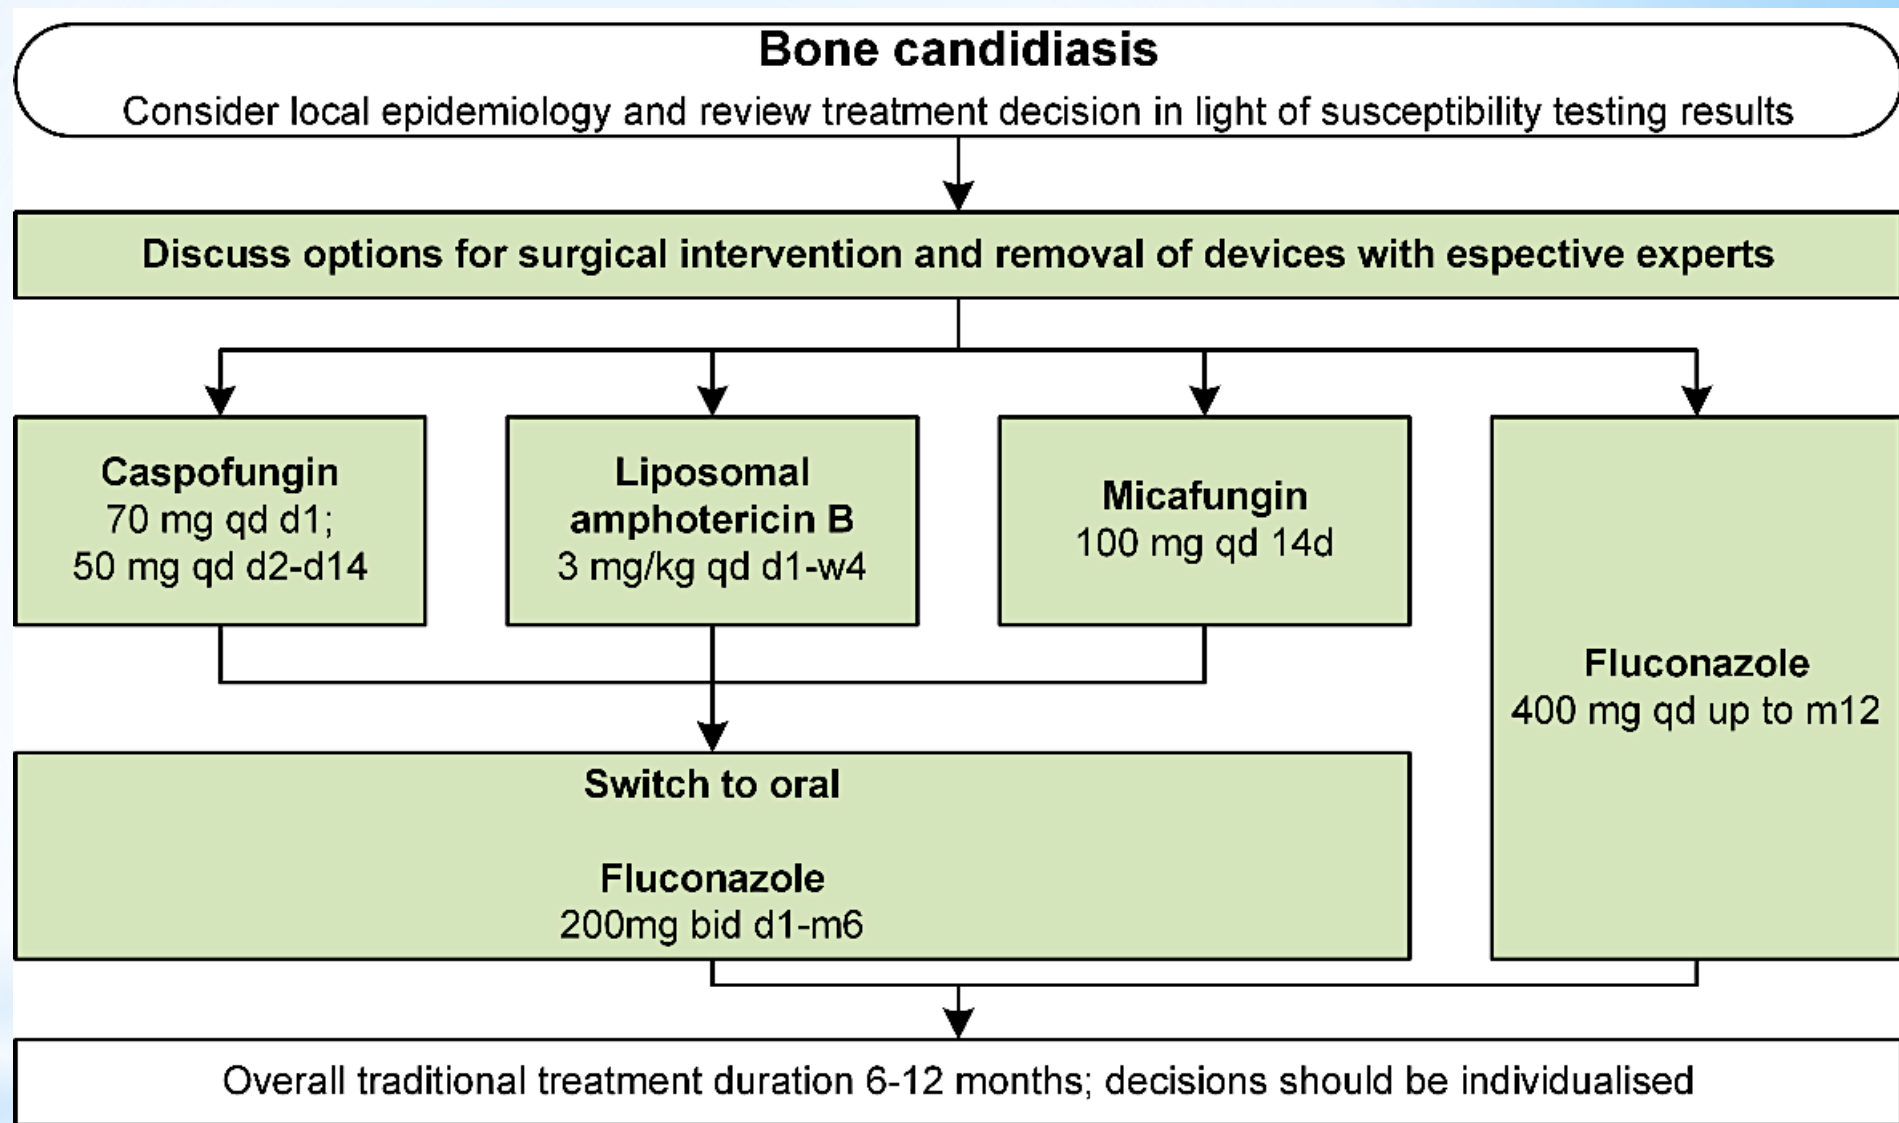 Bone candidiasis
Consider local epidemiology and review treatment decision in light of susceptibility testing results
Discuss options for surgical intervention and removal of devices with espective experts
Caspofungin
70 mg qd d1;
50 mg qd d2-d14
Liposomal
amphotericin B
3 mg/kg qd d1-w4
Micafungin
100 mg qd 14d
Fluconazole
400 mg qd up to m12
Switch to oral
Fluconazole
200mg bid d1-m6
Overall traditional treatment duration 6-12 months; decisions should be individualised